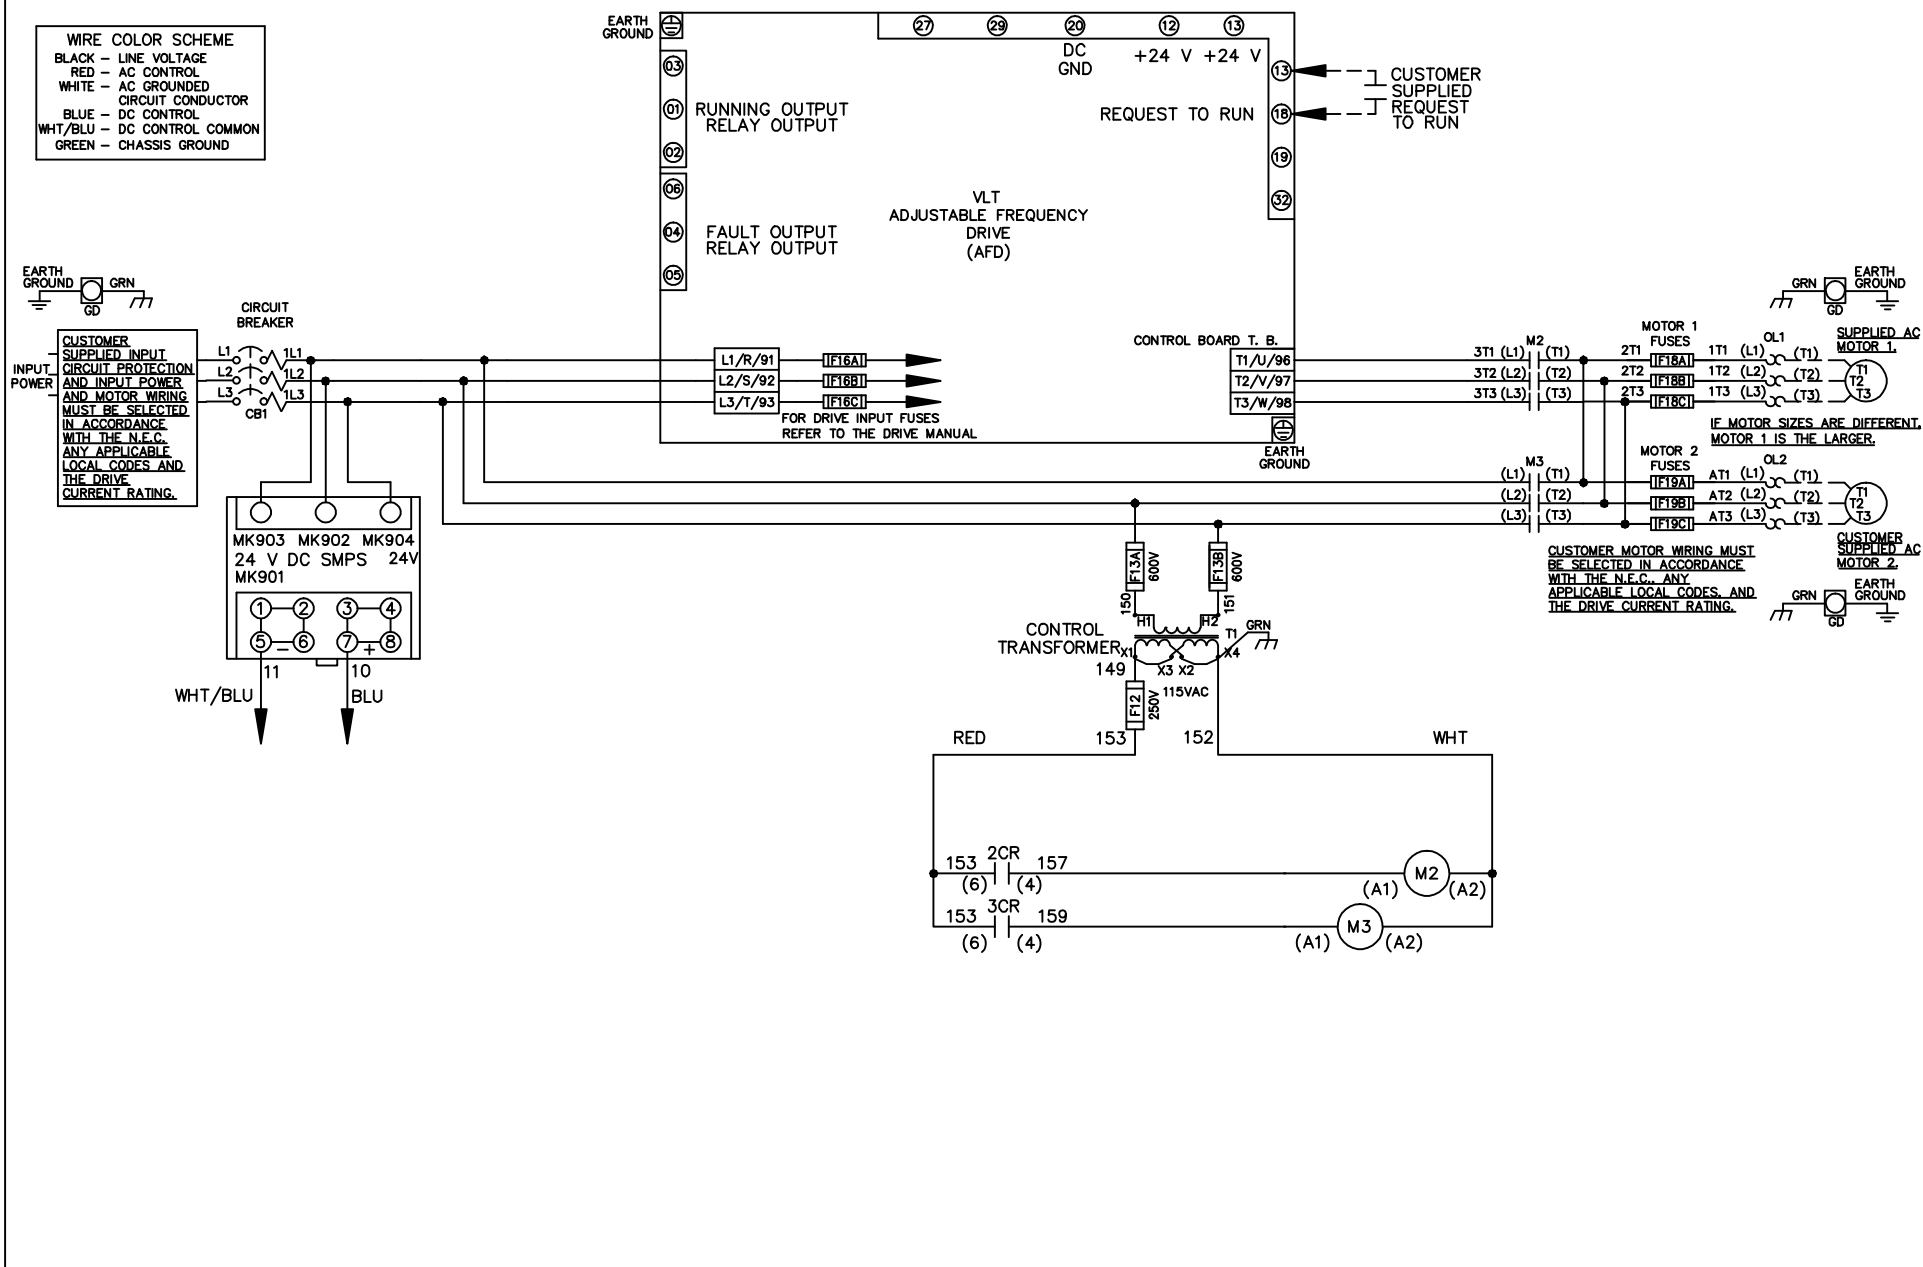 WIRE COLOR SCHEME
BLACK – LINE VOLTAGE
RED – AC CONTROL
WHITE – AC GROUNDED
CIRCUIT CONDUCTOR
BLUE – DC CONTROL
WHT/BLU – DC CONTROL COMMON
GREEN – CHASSIS GROUND
EARTH
GROUND
03
01
02
RUNNING OUTPUT
RELAY OUTPUT
06
04
05
FAULT OUTPUT
RELAY OUTPUT
27 29 20 12 13
DC
GND
+24 V +24 V
13
18
19
32
REQUEST TO RUN
CUSTOMER
SUPPLIED
REQUEST
TO RUN
VLT
ADJUSTABLE FREQUENCY
DRIVE
(AFD)
EARTH
GROUND
GRN
GD
INPUT
POWER
CUSTOMER
SUPPLIED INPUT
CIRCUIT PROTECTION
AND INPUT POWER
AND MOTOR WIRING
MUST BE SELECTED
IN ACCORDANCE
WITH THE N.E.C.
ANY APPLICABLE
LOCAL CODES AND
THE DRIVE
CURRENT RATING.
CIRCUIT
BREAKER
L1 1L1
L2 1L2
L3 1L3
CB1
L1/R/91 F16A
L2/S/92 F16B
L3/T/93 F16C
FOR DRIVE INPUT FUSES
REFER TO THE DRIVE MANUAL
CONTROL BOARD T. B.
T1/U/96
T2/V/97
T3/W/98
EARTH
GROUND
M2
3T1 (L1) (T1)
3T2 (L2) (T2)
3T3 (L3) (T3)
MOTOR 1
FUSES
2T1 F18A 1T1 (L1) (T1)
2T2 F18B 1T2 (L2) (T2)
2T3 F18C 1T3 (L3) (T3)
OL1
GRN
GD
EARTH
GROUND
SUPPLIED AC
MOTOR 1.
T1
T2
T3
IF MOTOR SIZES ARE DIFFERENT,
MOTOR 1 IS THE LARGER.
M3
(L1) (T1)
(L2) (T2)
(L3) (T3)
MOTOR 2
FUSES
F19A AT1 (L1) (T1)
F19B AT2 (L2) (T2)
F19C AT3 (L3) (T3)
OL2
T1
T2
T3
CUSTOMER
SUPPLIED AC
MOTOR 2.
CUSTOMER MOTOR WIRING MUST
BE SELECTED IN ACCORDANCE
WITH THE N.E.C., ANY
APPLICABLE LOCAL CODES, AND
THE DRIVE CURRENT RATING.
GRN
GD
EARTH
GROUND
MK903 MK902 MK904
24 V DC SMPS 24V
MK901
1 2 3 4
5 – 6 7 + 8
11 10
WHT/BLU BLU
F13A
600V
F13B
600V
150
151
H1 H2
CONTROL
TRANSFORMER
T1
GRN
X1 X3 X2 X4
149
115VAC
F12
250V
RED 153 152 WHT
153 2CR 157
(6) (4)
(A1) M2 (A2)
153 3CR 159
(6) (4)
(A1) M3 (A2)